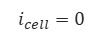 i_cell = 0